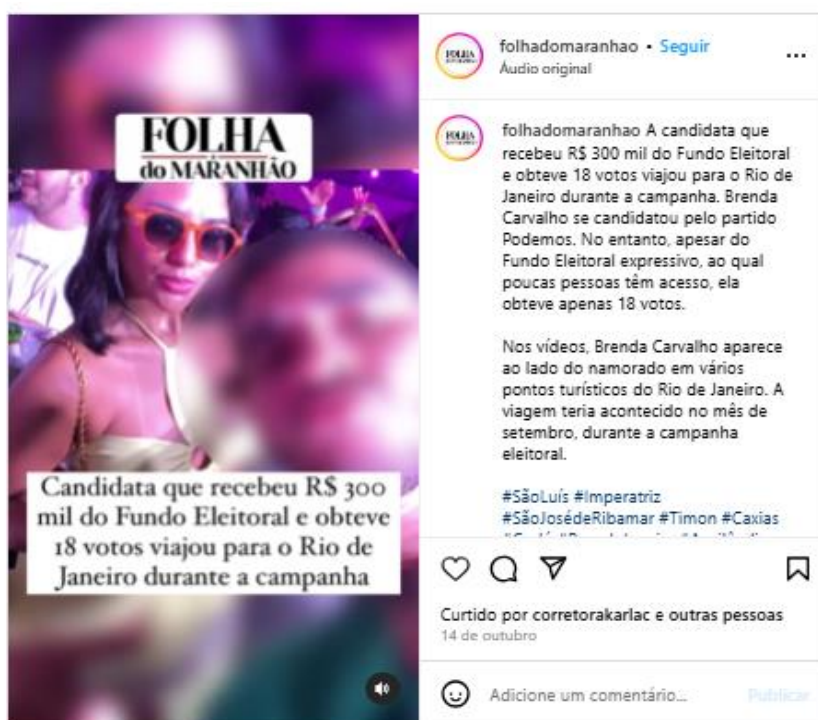 FOLHA
do MARANHÃO
Candidata que recebeu R$ 300
mil do Fundo Eleitoral e obteve
18 votos viajou para o Rio de
Janeiro durante a campanha
folhadomaranhao • Seguir
Áudio original
folhadomaranhao A candidata que
recebeu R$ 300 mil do Fundo Eleitoral
e obteve 18 votos viajou para o Rio de
Janeiro durante a campanha. Brenda
Carvalho se candidatou pelo partido
Podemos. No entanto, apesar do
Fundo Eleitoral expressivo, ao qual
poucas pessoas têm acesso, ela
obteve apenas 18 votos.
Nos vídeos, Brenda Carvalho aparece
ao lado do namorado em vários
pontos turísticos do Rio de Janeiro. A
viagem teria acontecido no mês de
setembro, durante a campanha
eleitoral.
#SãoLuís #Imperatriz
#SãoJosédeRibamar #Timon #Caxias
Curtido por corretorakarlac e outras pessoas
14 de outubro
Adicione um comentário...
Publicar